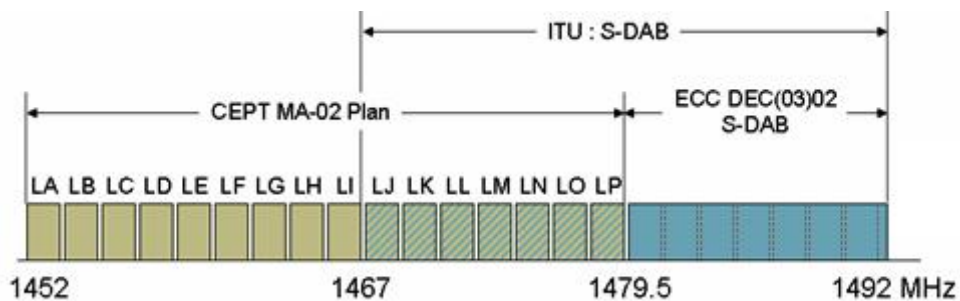 ITU : S-DAB
CEPT MA-02 Plan
ECC DEC(03)02
S-DAB
LA LB LC LD LE LF LG LH LI LJ LK LL LM LN LO LP
1452 1467 1479.5 1492 MHz